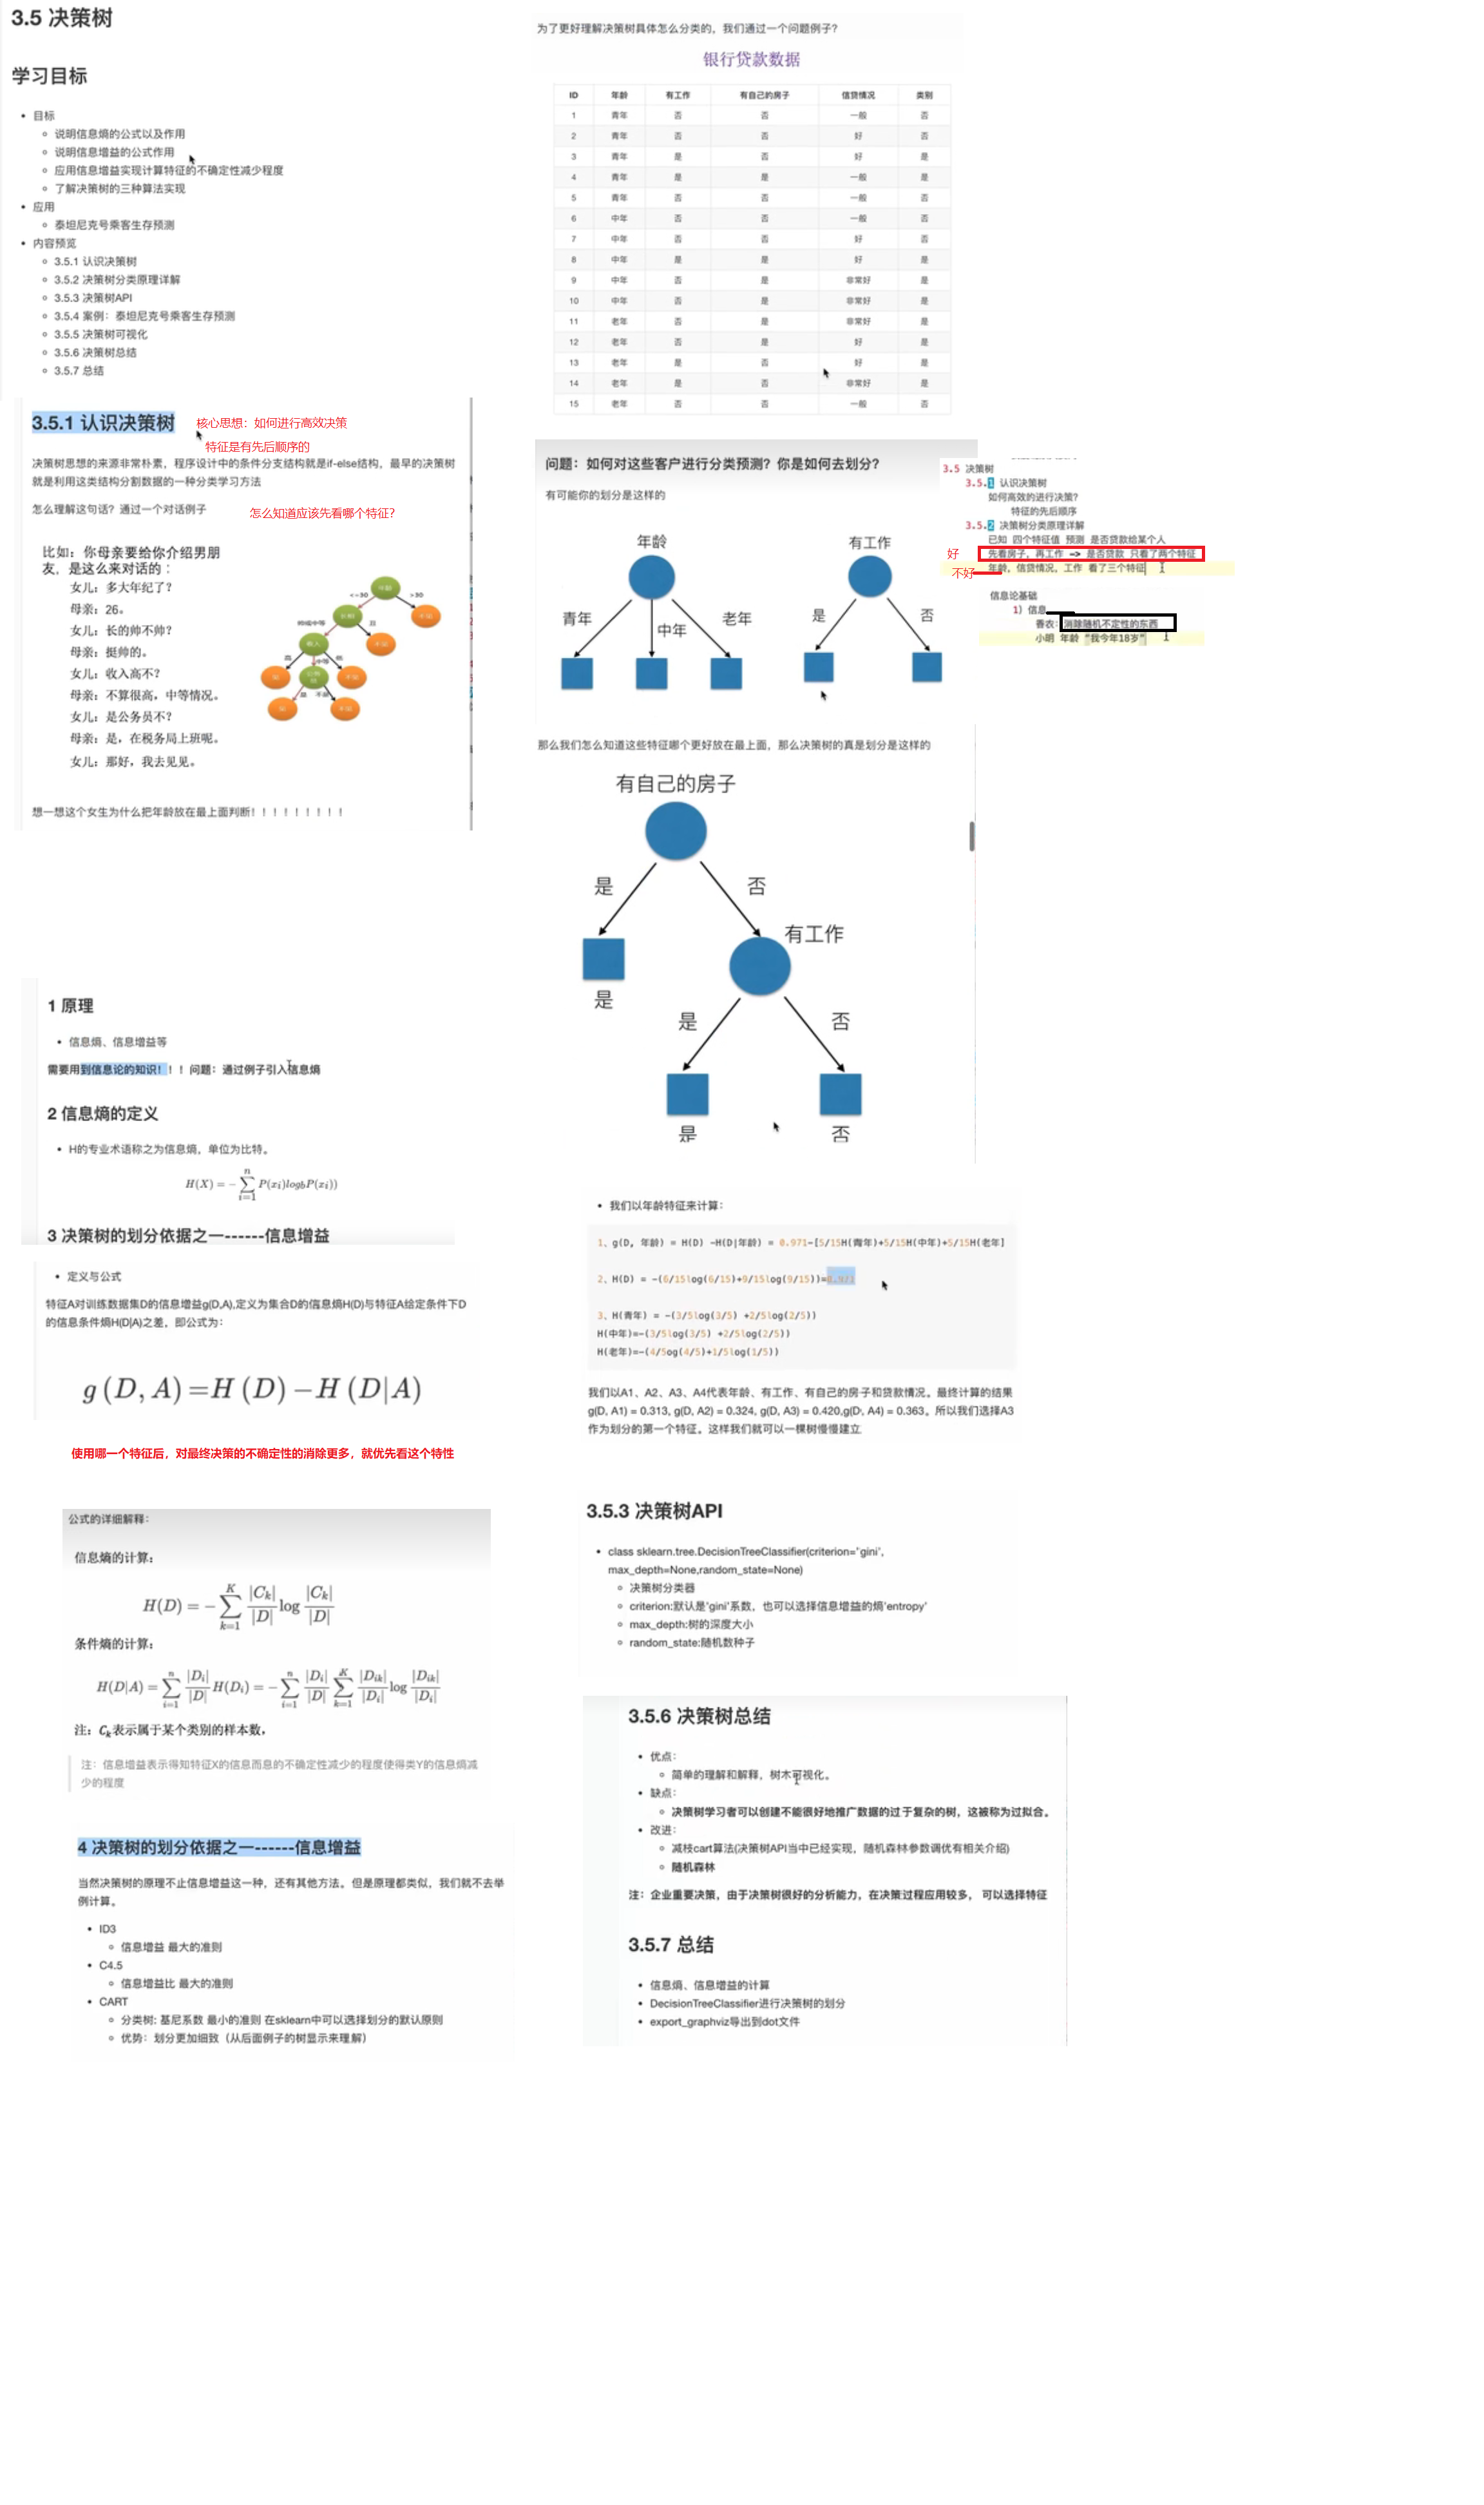 3.5 决策树
学习目标
• 目标
◦ 说明信息熵的公式以及作用
◦ 说明信息增益的公式作用
◦ 应用信息增益实现计算特征的不确定性减少程度
◦ 了解决策树的三种算法实现
• 应用
◦ 泰坦尼克号乘客生存预测
• 内容预览
◦ 3.5.1 认识决策树
◦ 3.5.2 决策树分类原理详解
◦ 3.5.3 决策树API
◦ 3.5.4 案例：泰坦尼克号乘客生存预测
◦ 3.5.5 决策树可视化
◦ 3.5.6 决策树总结
◦ 3.5.7 总结
3.5.1 认识决策树
核心思想：如何进行高效决策
特征是有先后顺序的
决策树思想的来源非常朴素，程序设计中的条件分支结构就是if-else结构，最早的决策树
就是利用这类结构分割数据的一种分类学习方法
怎么理解这句话？通过一个对话例子
怎么知道应该先看哪个特征？
比如：你母亲要给你介绍男朋
友，是这么来对话的：
女儿：多大年纪了？
母亲：26。
女儿：长的帅不帅？
母亲：挺帅的。
女儿：收入高不？
母亲：不算很高，中等情况。
女儿：是公务员不？
母亲：是，在税务局上班呢。
女儿：那好，我去见见。
<=30
>30
收入
想一想这个女生为什么把年龄放在最上面判断！！！！！！！！！
1 原理
• 信息熵、信息增益等
需要用到信息论的知识！！！问题：通过例子引入信息熵
2 信息熵的定义
• H的专业术语称之为信息熵，单位为比特。
H(X) = -∑_{i=1}^{n} P(x_i)log_bP(x_i))
3 决策树的划分依据之一------信息增益
• 定义与公式
特征A对训练数据集D的信息增益g(D,A),定义为集合D的信息熵H(D)与特征A给定条件下D
的信息条件熵H(D|A)之差，即公式为：
g(D, A) =H(D) −H(D|A)
使用哪一个特征后，对最终决策的不确定性的消除更多，就优先看这个特性
公式的详细解释：
信息熵的计算：
H(D) = −∑_{k=1}^{K} |C_k|/|D| log |C_k|/|D|
条件熵的计算：
H(D|A) = ∑_{i=1}^{n} |D_i|/|D| H(D_i) = −∑_{i=1}^{n} |D_i|/|D| ∑_{k=1}^{K} |D_ik|/|D_i| log |D_ik|/|D_i|
注：C_k表示属于某个类别的样本数，
注：信息增益表示得知特征X的信息而息的不确定性减少的程度使得类Y的信息熵减
少的程度
4 决策树的划分依据之一------信息增益
当然决策树的原理不止信息增益这一种，还有其他方法。但是原理都类似，我们就不去举
例计算。
• ID3
◦ 信息增益 最大的准则
• C4.5
◦ 信息增益比 最大的准则
• CART
◦ 分类树: 基尼系数 最小的准则 在sklearn中可以选择划分的默认原则
◦ 优势：划分更加细致（从后面例子的树显示来理解）
为了更好理解决策树具体怎么分类的，我们通过一个问题例子？
银行贷款数据
ID 年龄 有工作 有自己的房子 信贷情况 类别
1 青年 否 否 一般 否
2 青年 否 否 好 否
3 青年 是 否 好 是
4 青年 是 是 一般 是
5 青年 否 否 一般 否
6 中年 否 否 一般 否
7 中年 否 否 好 否
8 中年 是 是 好 是
9 中年 否 是 非常好 是
10 中年 否 是 非常好 是
11 老年 否 是 非常好 是
12 老年 否 是 好 是
13 老年 是 否 好 是
14 老年 是 否 非常好 是
15 老年 否 否 一般 否
问题：如何对这些客户进行分类预测？你是如何去划分？
有可能你的划分是这样的
年龄
有工作
青年
中年
老年
是
否
3.5 决策树
3.5.1 认识决策树
如何高效的进行决策？
特征的先后顺序
3.5.2 决策树分类原理详解
已知 四个特征值 预测 是否贷款给某个人
好
先看房子，再工作 -> 是否贷款 只看了两个特征
不好
年龄，信贷情况，工作 看了三个特征
信息论基础
1）信息
香农：消除随机不定性的东西
小明 年龄 "我今年18岁"
那么我们怎么知道这些特征哪个更好放在最上面，那么决策树的真是划分是这样的
有自己的房子
是
否
有工作
是
是
否
是
否
• 我们以年龄特征来计算：
1、g(D, 年龄) = H(D) -H(D|年龄) = 0.971-[5/15H(青年)+5/15H(中年)+5/15H(老年]
2、H(D) = -(6/15log(6/15)+9/15log(9/15))=0.971
3、H(青年) = -(3/5log(3/5) +2/5log(2/5))
H(中年)=-(3/5log(3/5) +2/5log(2/5))
H(老年)=-(4/5og(4/5)+1/5log(1/5))
我们以A1、A2、A3、A4代表年龄、有工作、有自己的房子和贷款情况。最终计算的结果
g(D, A1) = 0.313, g(D, A2) = 0.324, g(D, A3) = 0.420,g(D, A4) = 0.363。所以我们选择A3
作为划分的第一个特征。这样我们就可以一棵树慢慢建立
3.5.3 决策树API
• class sklearn.tree.DecisionTreeClassifier(criterion='gini',
max_depth=None,random_state=None)
◦ 决策树分类器
◦ criterion:默认是'gini'系数，也可以选择信息增益的熵'entropy'
◦ max_depth:树的深度大小
◦ random_state:随机数种子
3.5.6 决策树总结
• 优点：
◦ 简单的理解和解释，树木可视化。
• 缺点：
◦ 决策树学习者可以创建不能很好地推广数据的过于复杂的树，这被称为过拟合。
• 改进：
◦ 减枝cart算法(决策树API当中已经实现，随机森林参数调优有相关介绍)
◦ 随机森林
注：企业重要决策，由于决策树很好的分析能力，在决策过程应用较多， 可以选择特征
3.5.7 总结
• 信息熵、信息增益的计算
• DecisionTreeClassifier进行决策树的划分
• export_graphviz导出到dot文件